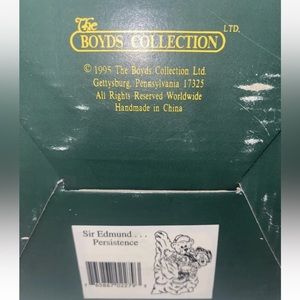 The
BOYDS COLLECTION LTD.
© 1995 The Boyds Collection Ltd.
Gettysburg, Pennsylvania 17325
All Rights Reserved Worldwide
Handmade in China
Sir Edmund . . .
Persistence